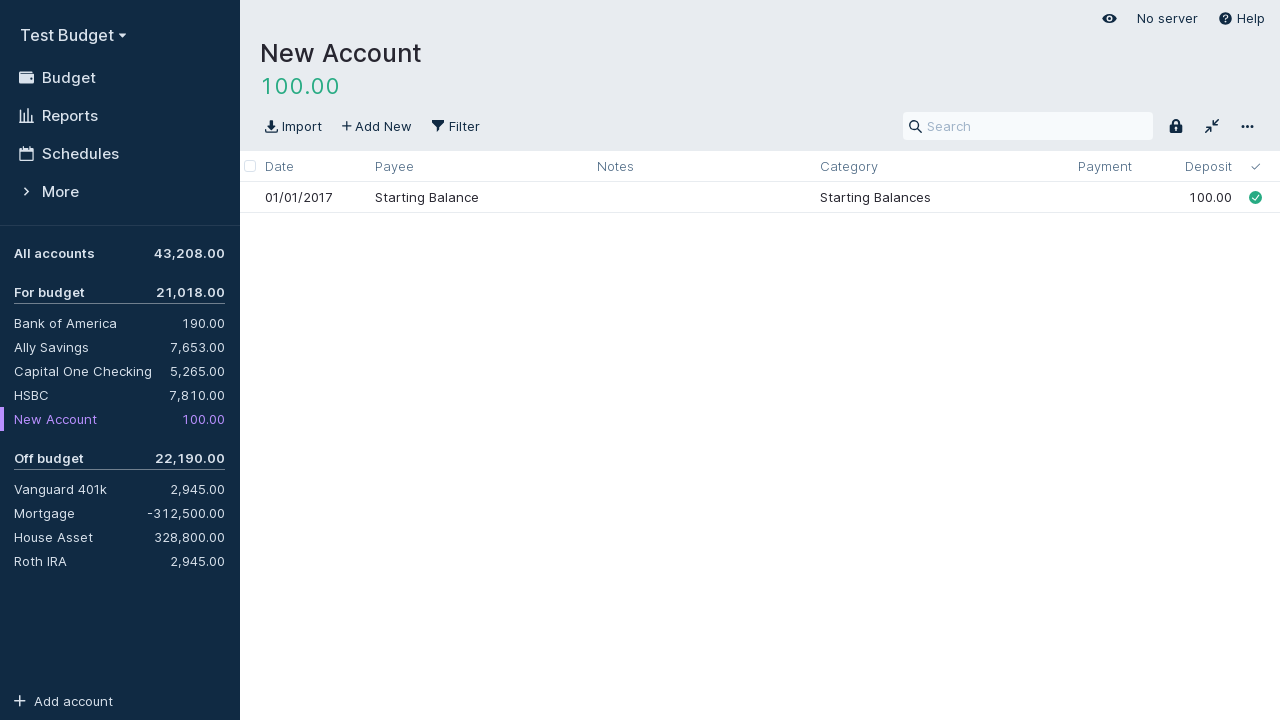 Test Budget
Budget
Reports
Schedules
More
All accounts 43,208.00
For budget 21,018.00
Bank of America 190.00
Ally Savings 7,653.00
Capital One Checking 5,265.00
HSBC 7,810.00
New Account 100.00
Off budget 22,190.00
Vanguard 401k 2,945.00
Mortgage -312,500.00
House Asset 328,800.00
Roth IRA 2,945.00
Add account
No server Help
New Account
100.00
Import Add New Filter Search
Date Payee Notes Category Payment Deposit
01/01/2017 Starting Balance Starting Balances 100.00